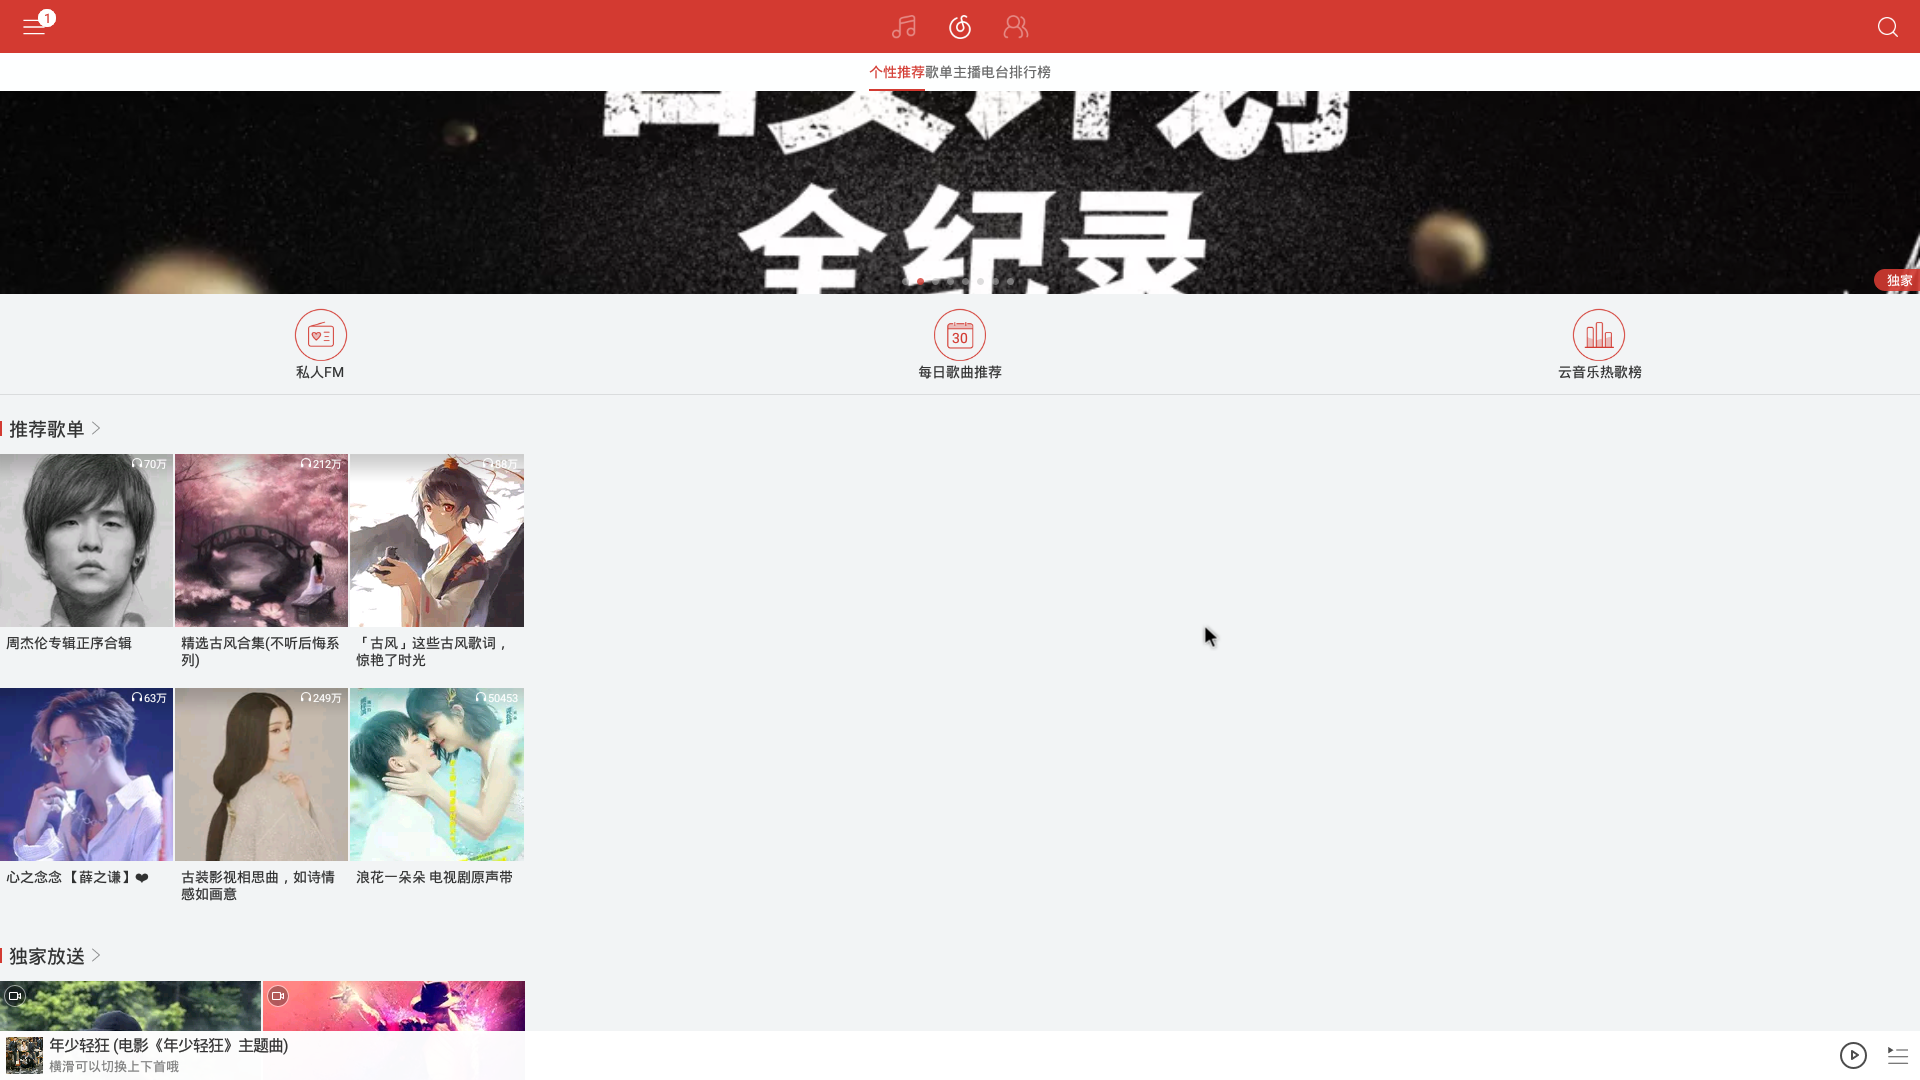 1
个性推荐 歌单 主播电台 排行榜
全纪录
独家
30
私人FM
每日歌曲推荐
云音乐热歌榜
推荐歌单
70万
212万
周杰伦专辑正序合辑
精选古风合集(不听后悔系
列)
「古风」这些古风歌词，
惊艳了时光
63万
249万
50453
心之念念 【薛之谦】❤
古装影视相思曲，如诗情
感如画意
浪花一朵朵 电视剧原声带
独家放送
年少轻狂 (电影《年少轻狂》主题曲)
横滑可以切换上下首哦